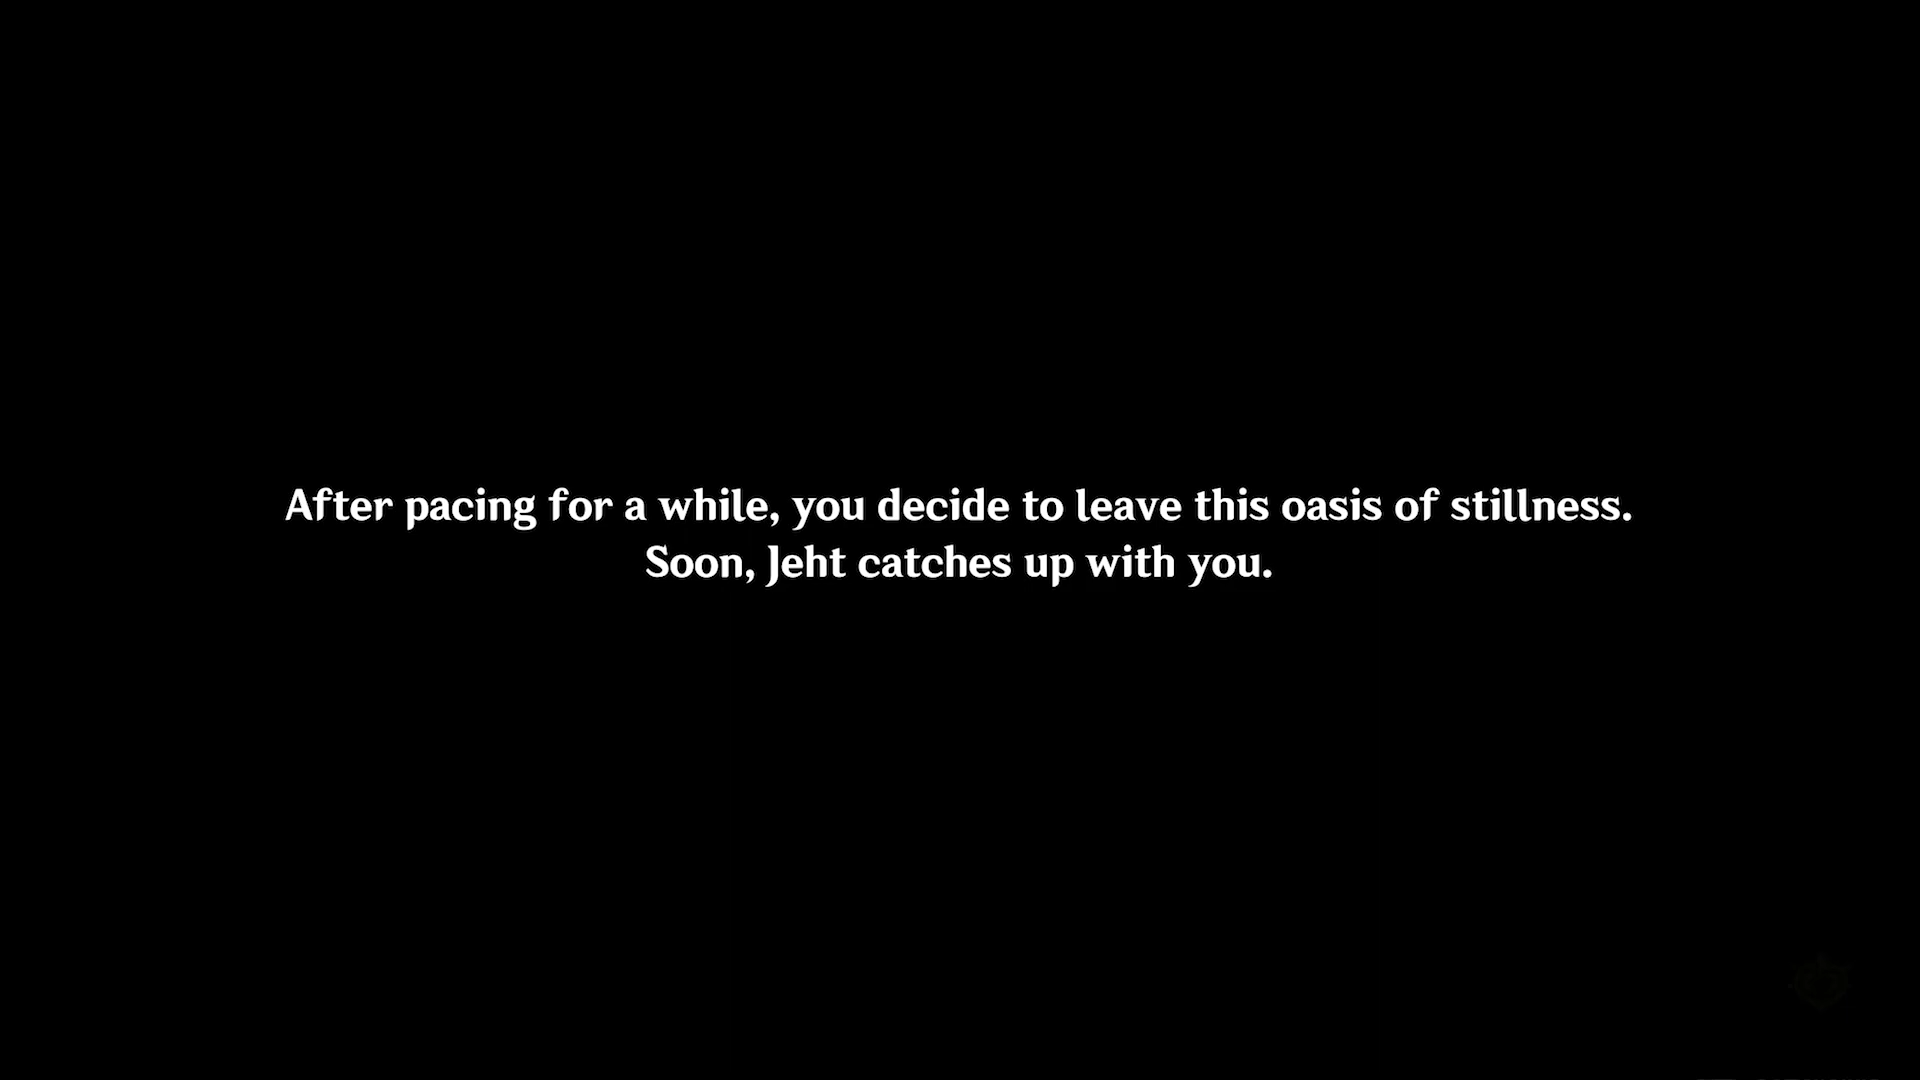 After pacing for a while, you decide to leave this oasis of stillness.
Soon, Jeht catches up with you.